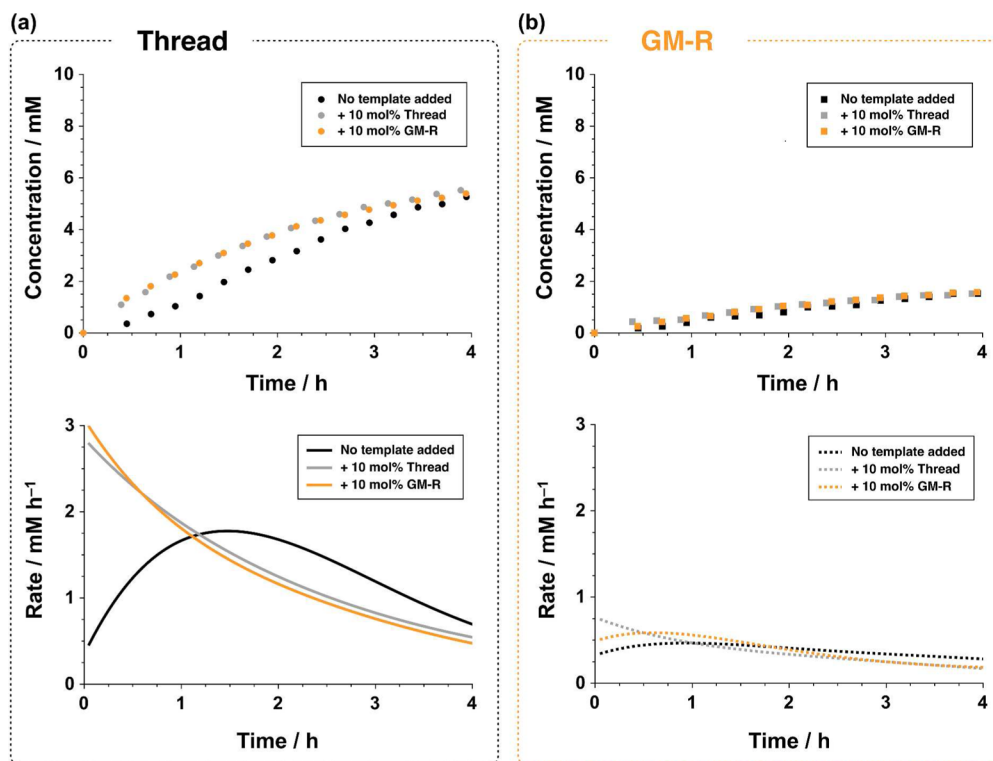 (a)
Thread
10
8
6
4
2
0
Concentration / mM
No template added
+ 10 mol% Thread
+ 10 mol% GM-R
0 1 2 3 4
Time / h
3
2
1
0
Rate / mM h⁻¹
No template added
+ 10 mol% Thread
+ 10 mol% GM-R
0 1 2 3 4
Time / h
(b)
GM-R
10
8
6
4
2
0
Concentration / mM
No template added
+ 10 mol% Thread
+ 10 mol% GM-R
0 1 2 3 4
Time / h
3
2
1
0
Rate / mM h⁻¹
No template added
+ 10 mol% Thread
+ 10 mol% GM-R
0 1 2 3 4
Time / h